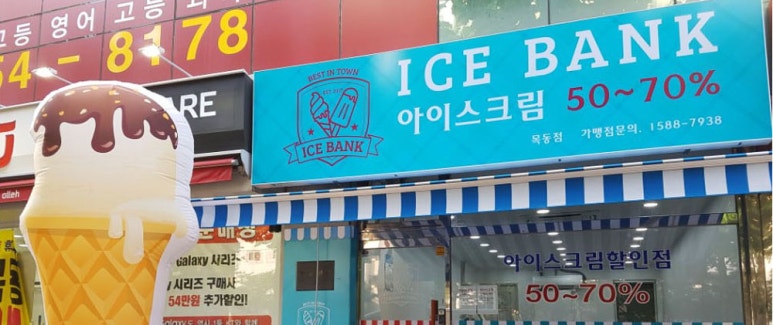 고등 영어 고등
54-8178
ARE
olleh
BEST IN TOWN
ICE BANK
ICE BANK
아이스크림 50~70%
목동점 가맹점문의. 1588-7938
Galaxy 시리즈
시리즈 구매시
54만원 추가할인!
아이스크림할인점
50~70%